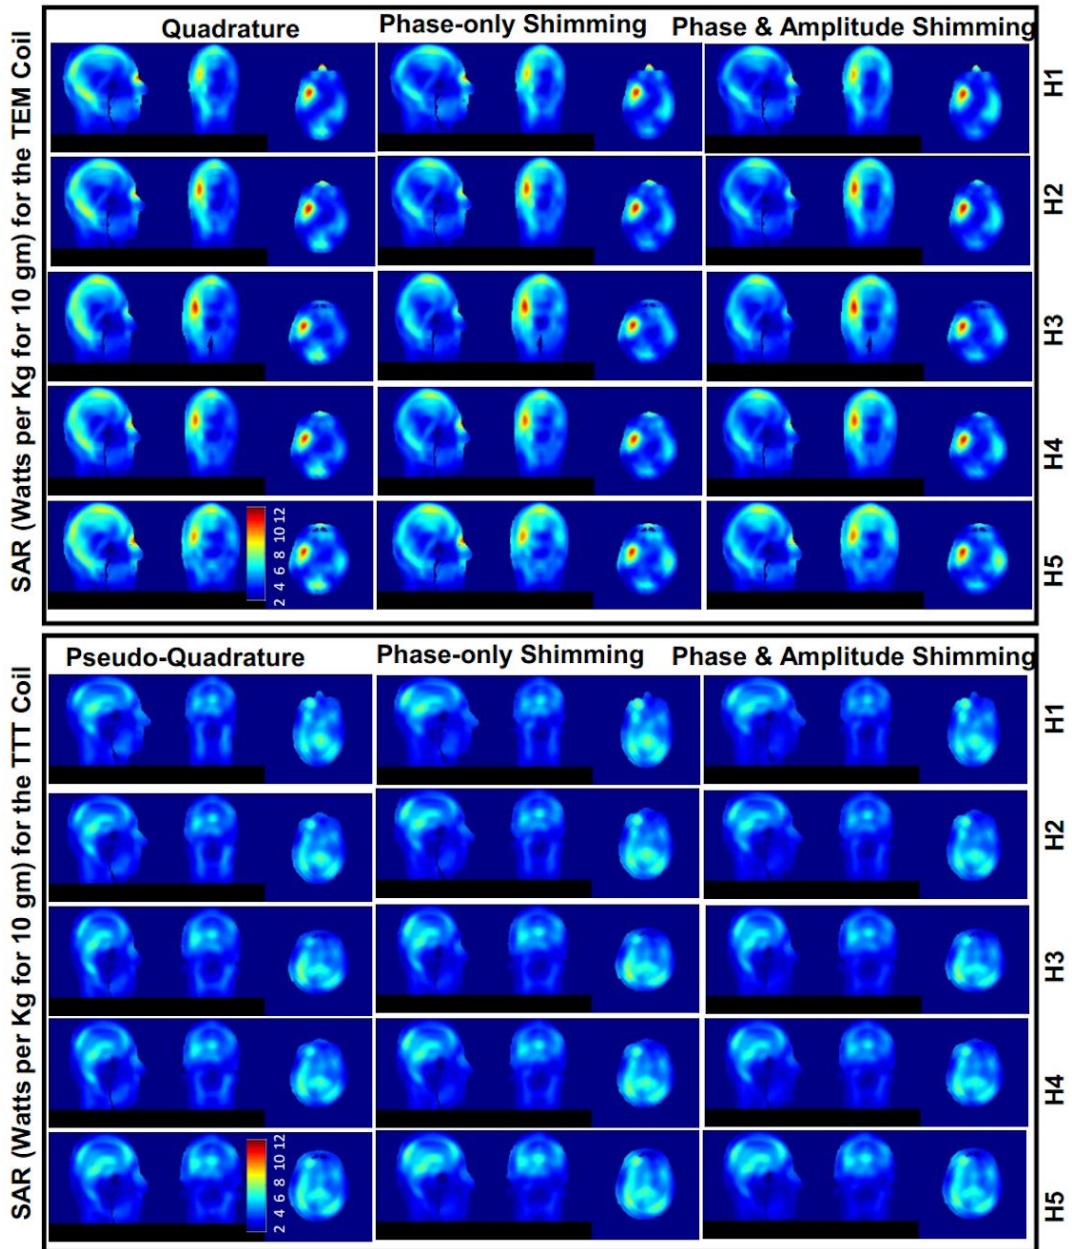 Quadrature Phase-only Shimming Phase & Amplitude Shimming
SAR (Watts per Kg for 10 gm) for the TEM Coil
H1
H2
H3
H4
H5
2 4 6 8 10 12
Pseudo-Quadrature Phase-only Shimming Phase & Amplitude Shimming
SAR (Watts per Kg for 10 gm) for the TTT Coil
H1
H2
H3
H4
H5
2 4 6 8 10 12